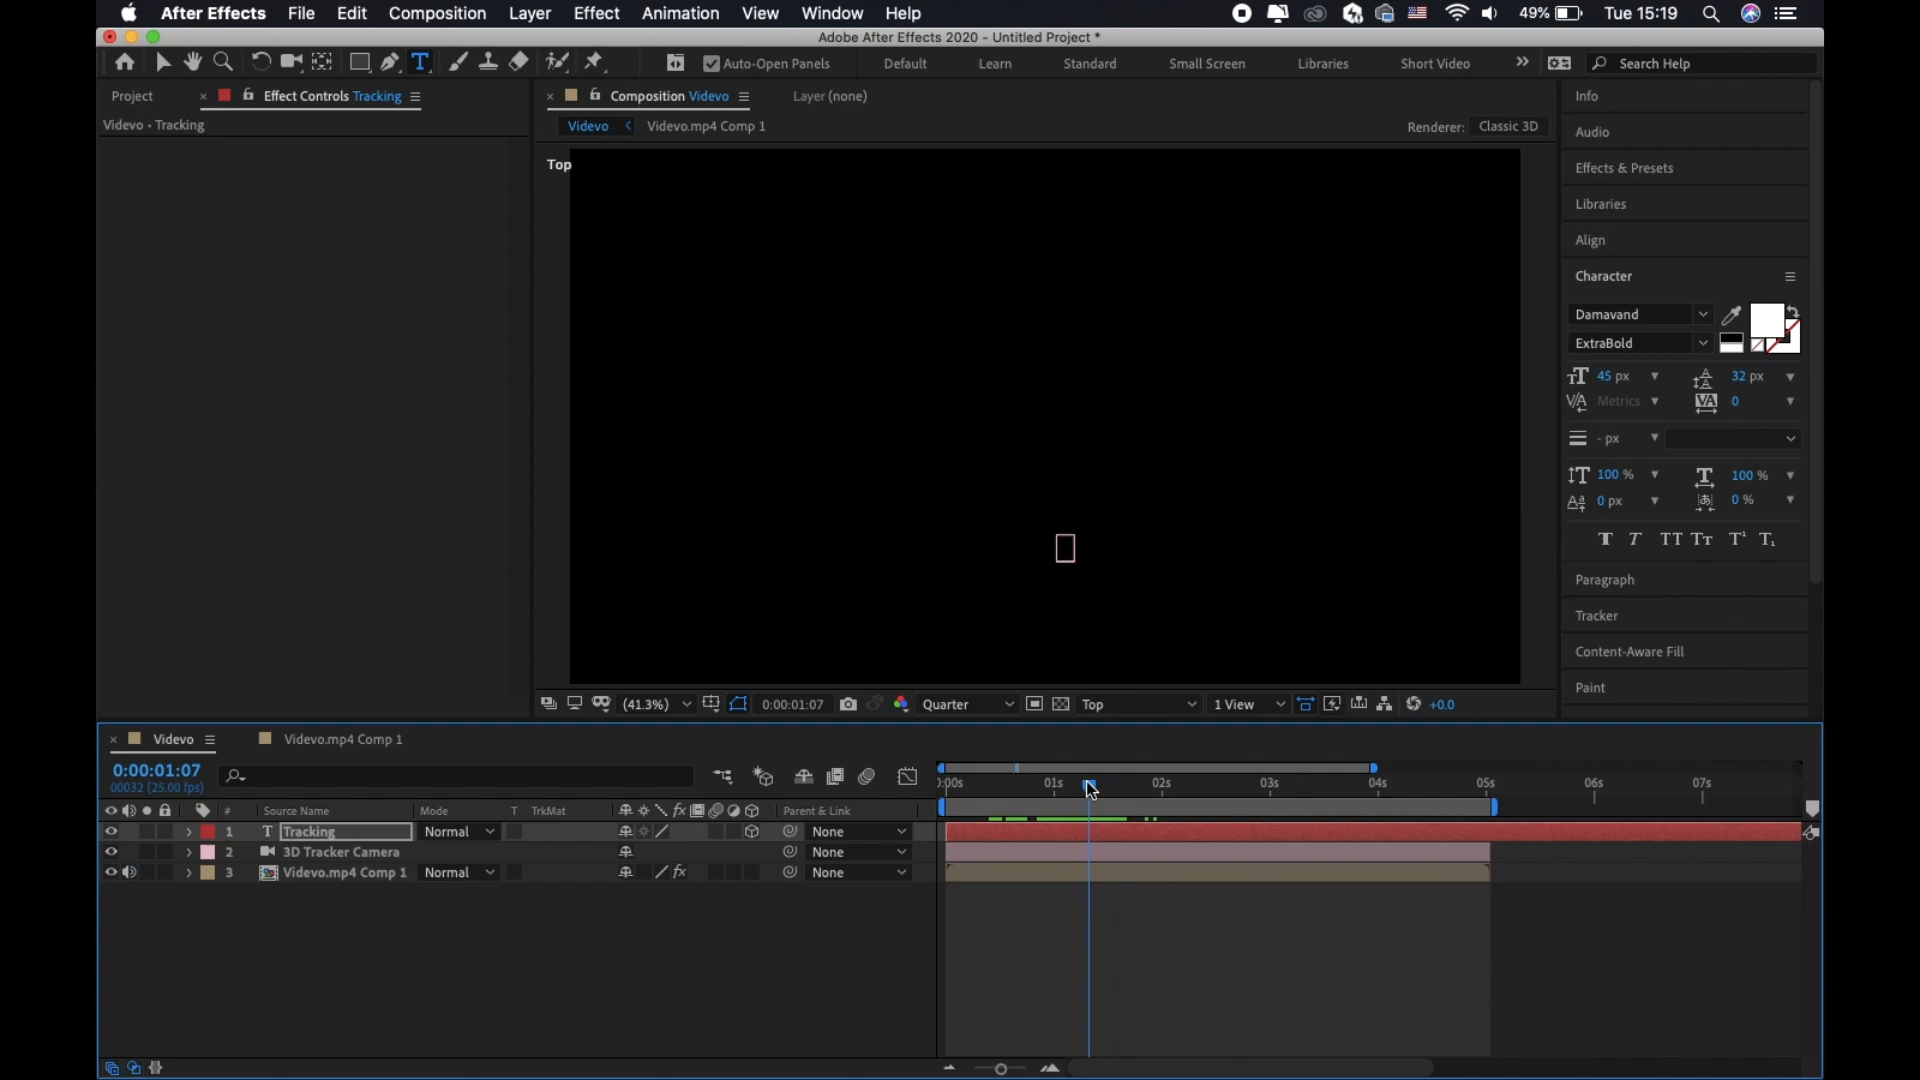 After Effects File Edit Composition Layer Effect Animation View Window Help 49% Tue 15:19
Adobe After Effects 2020 - Untitled Project *
Auto-Open Panels Default Learn Standard Small Screen Libraries Short Video Search Help
Project Effect Controls Tracking Composition Videvo Layer (none) Info
Videvo • Tracking Videvo Videvo.mp4 Comp 1 Renderer: Classic 3D
Audio
Top
Effects & Presets
Libraries
Align
Character
Damavand
ExtraBold
45 px 32 px
Metrics 0
- px
100 % 100 %
0 px 0 %
Paragraph
Tracker
Content-Aware Fill
Paint
(41.3%) 0:00:01:07 Quarter Top 1 View +0.0
Videvo Videvo.mp4 Comp 1
0:00:01:07
00032 (25.00 fps)
):00s 01s 02s 03s 04s 05s 06s 07s
# Source Name Mode T TrkMat Parent & Link
1 T Tracking Normal None
2 3D Tracker Camera None
3 Videvo.mp4 Comp 1 Normal None